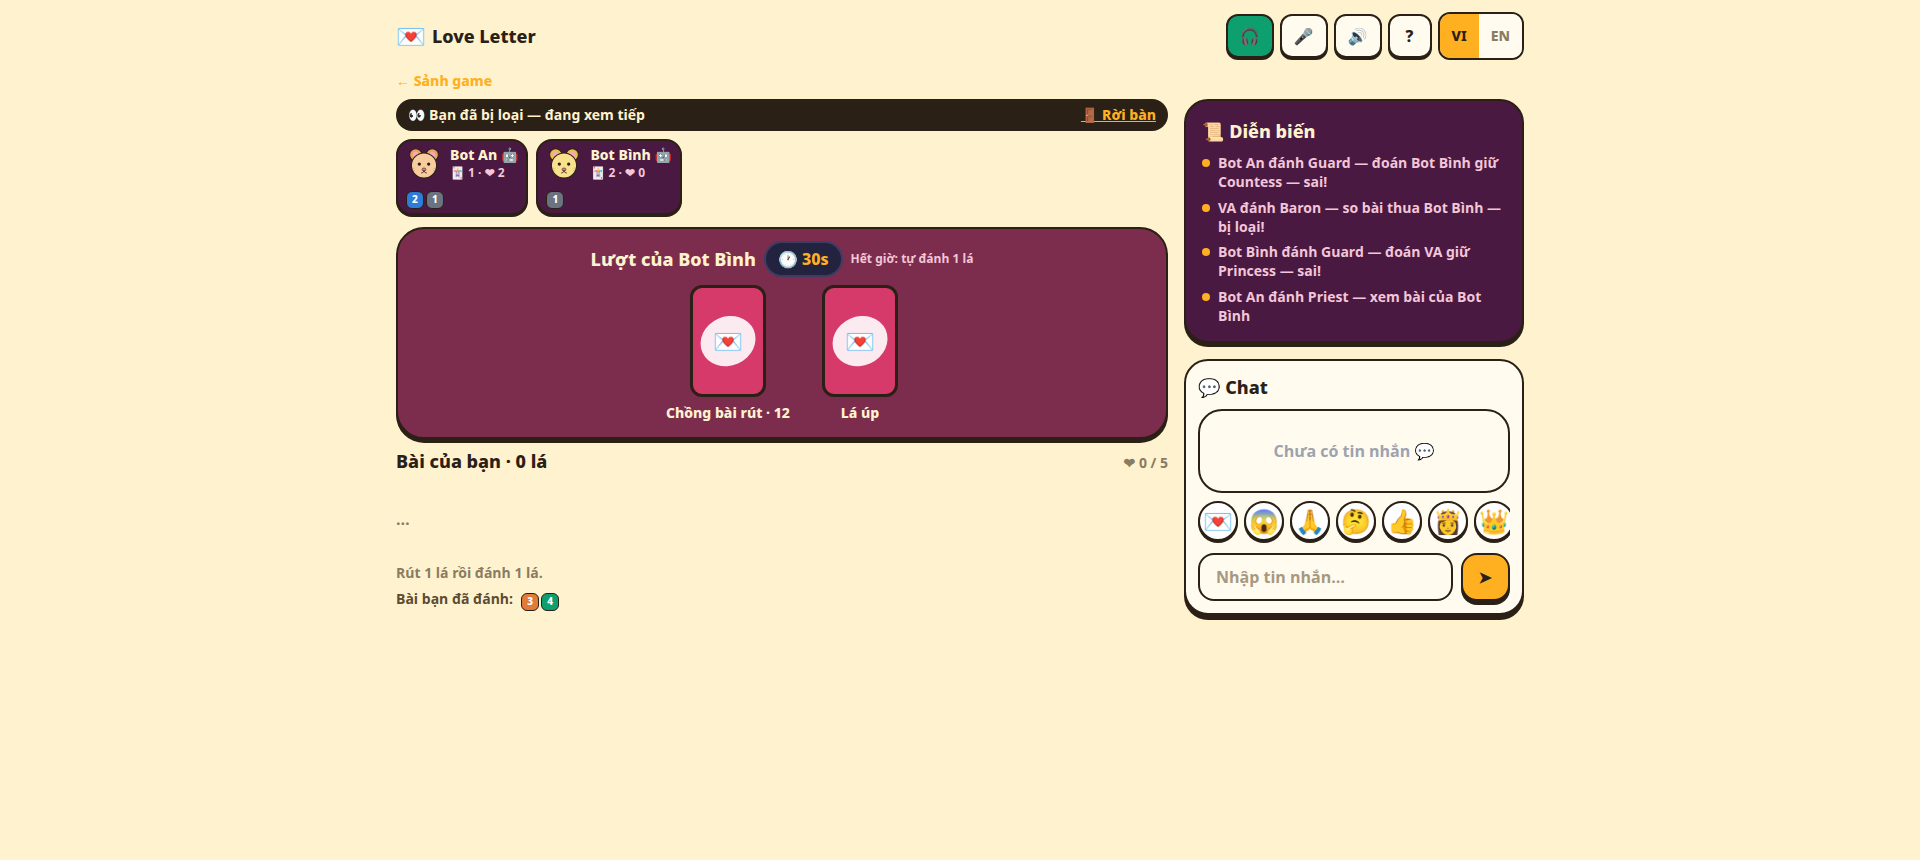 Love Letter
?
VI
EN
← Sảnh game
Bạn đã bị loại — đang xem tiếp
Rời bàn
Bot An
1 · ❤ 2
2 1
Bot Bình
2 · ❤ 0
1
Lượt của Bot Bình
30s
Hết giờ: tự đánh 1 lá
Chồng bài rút · 12
Lá úp
Bài của bạn · 0 lá
❤ 0 / 5
...
Rút 1 lá rồi đánh 1 lá.
Bài bạn đã đánh: 3 4
Diễn biến
Bot An đánh Guard — đoán Bot Bình giữ
Countess — sai!
VA đánh Baron — so bài thua Bot Bình —
bị loại!
Bot Bình đánh Guard — đoán VA giữ
Princess — sai!
Bot An đánh Priest — xem bài của Bot
Bình
Chat
Chưa có tin nhắn
Nhập tin nhắn...